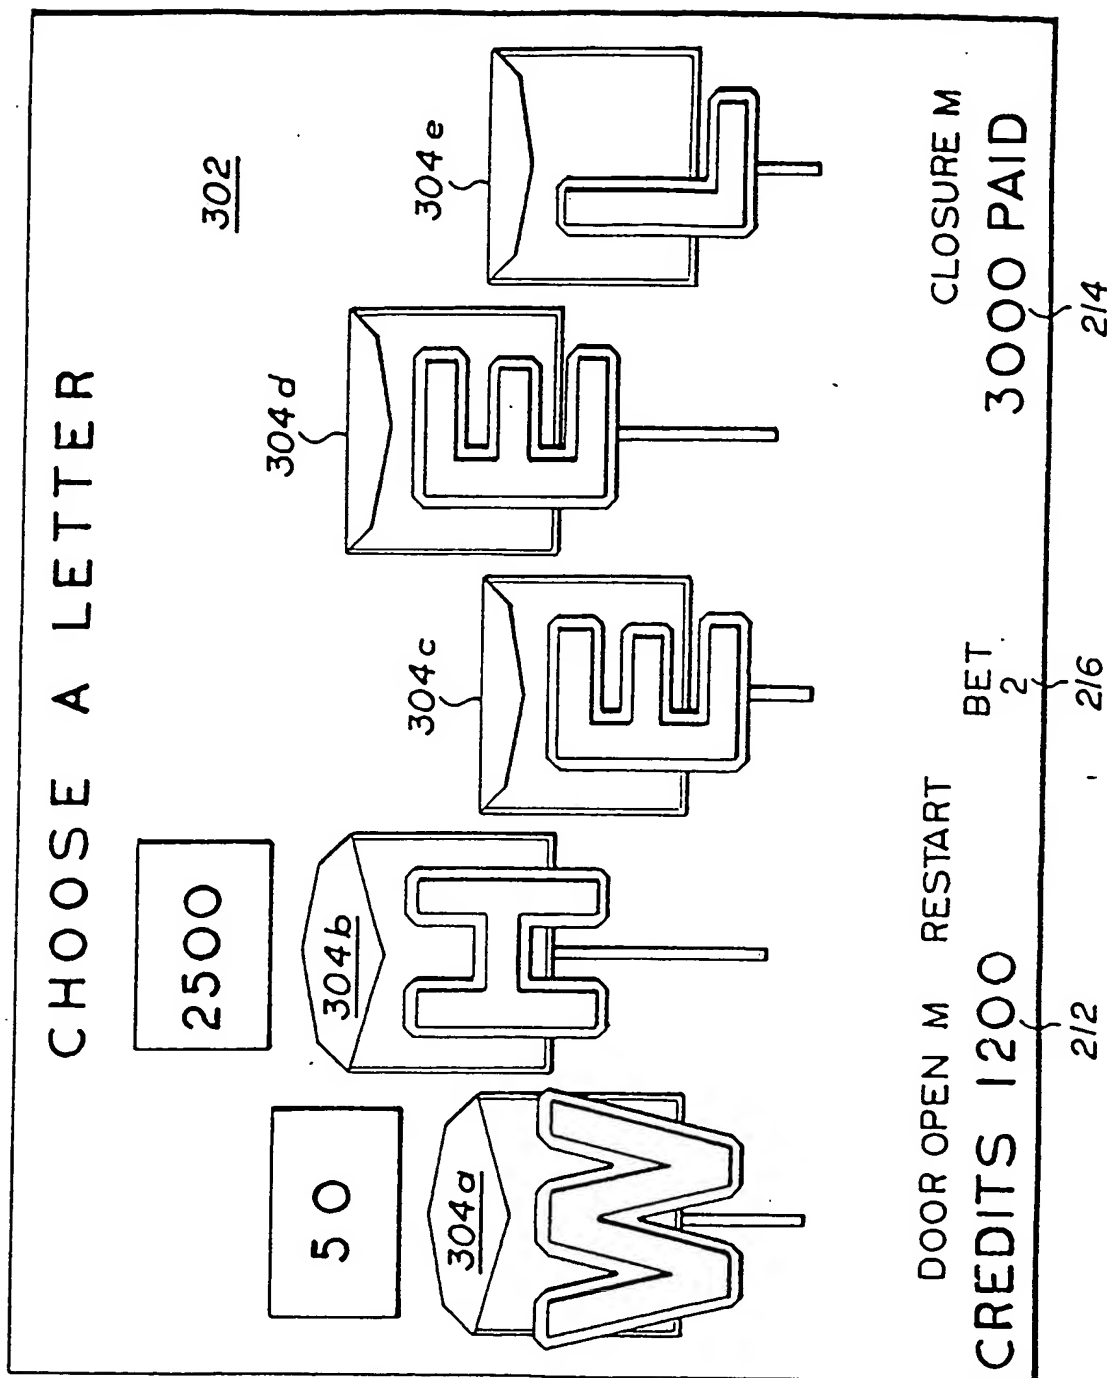 CHOOSE A LETTER
302
2500
50
304a
304b
304c
304d
304e
W H E E L
DOOR OPEN M RESTART
CLOSURE M
BET
2
CREDITS 1200
3000 PAID
212
216
214